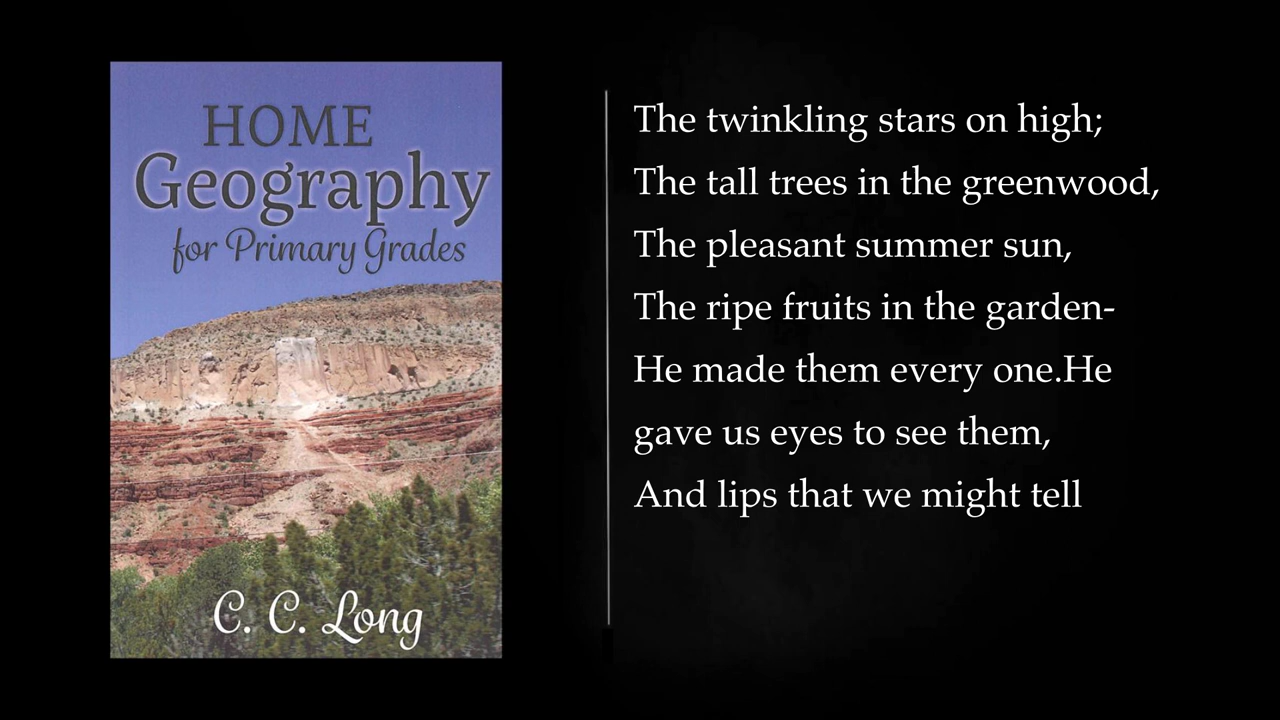 HOME
Geography
for Primary Grades
C. C. Long
The twinkling stars on high;
The tall trees in the greenwood,
The pleasant summer sun,
The ripe fruits in the garden-
He made them every one.He
gave us eyes to see them,
And lips that we might tell